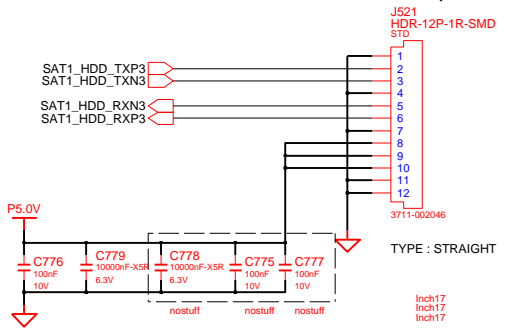 J521
HDR-12P-1R-SMD
STD
1
SAT1_HDD_TXP3 2
SAT1_HDD_TXN3 3
4
SAT1_HDD_RXN3 5
SAT1_HDD_RXP3 6
7
8
9
10
11
12
3711-002046
P5.0V
TYPE : STRAIGHT
C776 C779 C778 C775 C777
100nF 10000nF-X5R 10000nF-X5R 100nF 100nF
10V 6.3V 6.3V 10V 10V
nostuff nostuff nostuff
Inch17
Inch17
Inch17